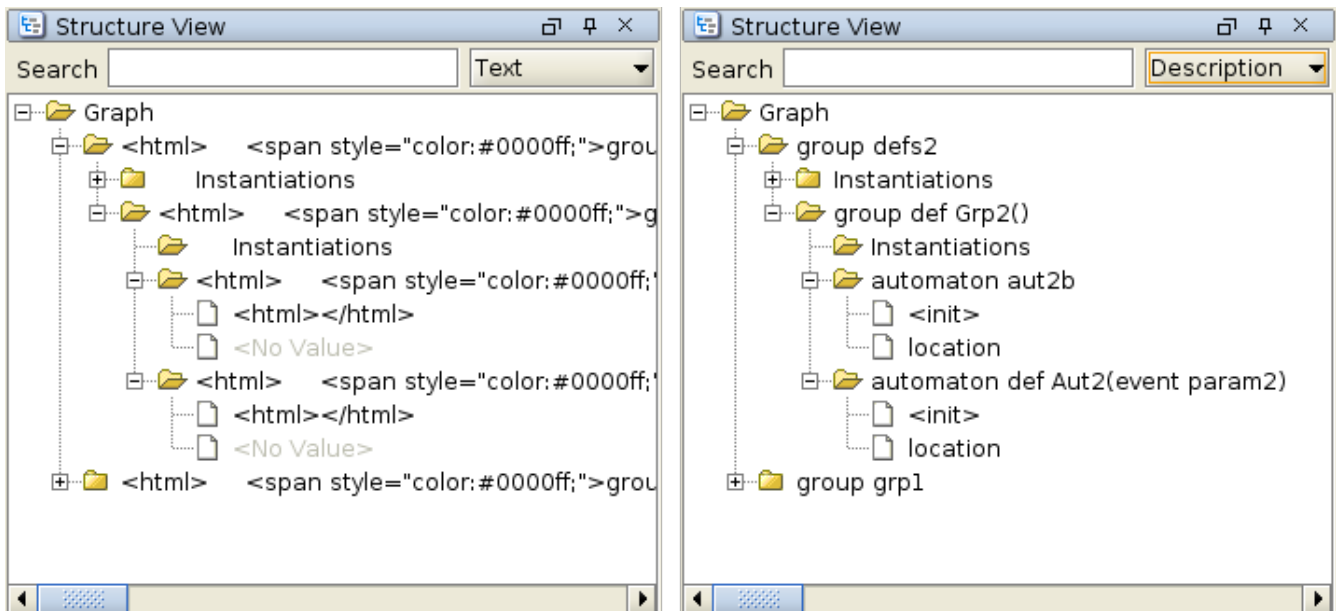 Structure View
Search Text
Graph
<html> <span style="color:#0000ff;">grou
Instantiations
<html> <span style="color:#0000ff;">g
Instantiations
<html> <span style="color:#0000ff;'
<html></html>
<No Value>
<html> <span style="color:#0000ff;'
<html></html>
<No Value>
<html> <span style="color:#0000ff;">grou
Structure View
Search Description
Graph
group defs2
Instantiations
group def Grp2()
Instantiations
automaton aut2b
<init>
location
automaton def Aut2(event param2)
<init>
location
group grp1